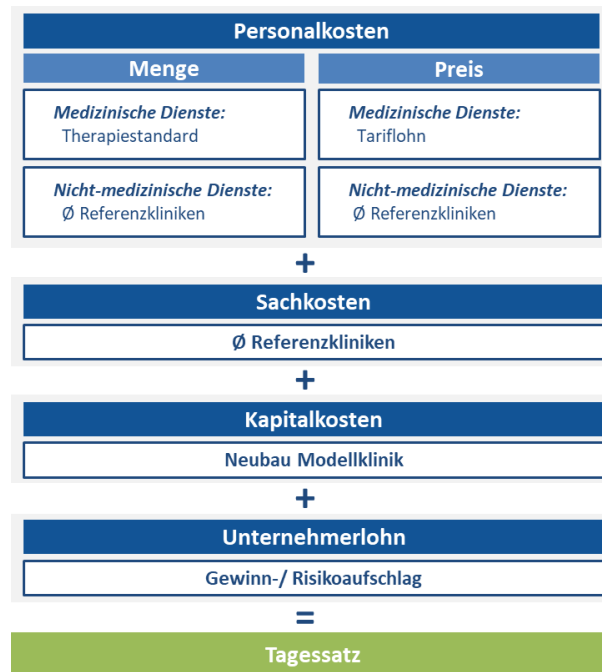 Personalkosten
Menge
Preis
Medizinische Dienste:
Therapiestandard
Medizinische Dienste:
Tariflohn
Nicht-medizinische Dienste:
Ø Referenzkliniken
Nicht-medizinische Dienste:
Ø Referenzkliniken
+
Sachkosten
Ø Referenzkliniken
+
Kapitalkosten
Neubau Modellklinik
+
Unternehmerlohn
Gewinn-/ Risikoaufschlag
=
Tagessatz